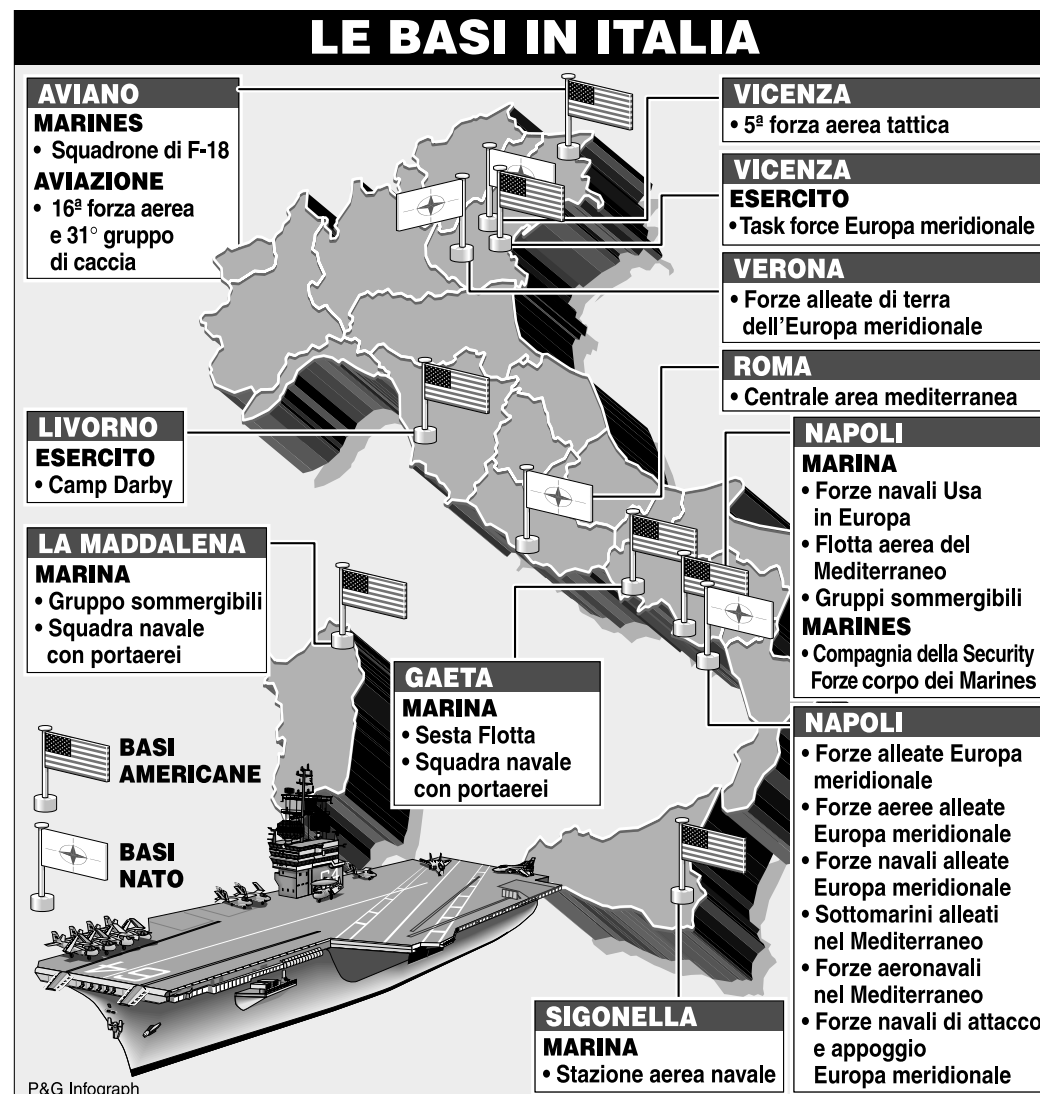 LE BASI IN ITALIA
AVIANO
MARINES
• Squadrone di F-18
AVIAZIONE
• 16ª forza aerea
e 31° gruppo
di caccia
VICENZA
• 5ª forza aerea tattica
VICENZA
ESERCITO
• Task force Europa meridionale
VERONA
• Forze alleate di terra
dell'Europa meridionale
ROMA
• Centrale area mediterranea
LIVORNO
ESERCITO
• Camp Darby
NAPOLI
MARINA
• Forze navali Usa
in Europa
• Flotta aerea del
Mediterraneo
• Gruppi sommergibili
MARINES
• Compagnia della Security
Forze corpo dei Marines
LA MADDALENA
MARINA
• Gruppo sommergibili
• Squadra navale
con portaerei
GAETA
MARINA
• Sesta Flotta
• Squadra navale
con portaerei
NAPOLI
• Forze alleate Europa
meridionale
• Forze aeree alleate
Europa meridionale
• Forze navali alleate
Europa meridionale
• Sottomarini alleati
nel Mediterraneo
• Forze aeronavali
nel Mediterraneo
• Forze navali di attacco
e appoggio
Europa meridionale
BASI
AMERICANE
BASI
NATO
64
SIGONELLA
MARINA
• Stazione aerea navale
P&G Infograph